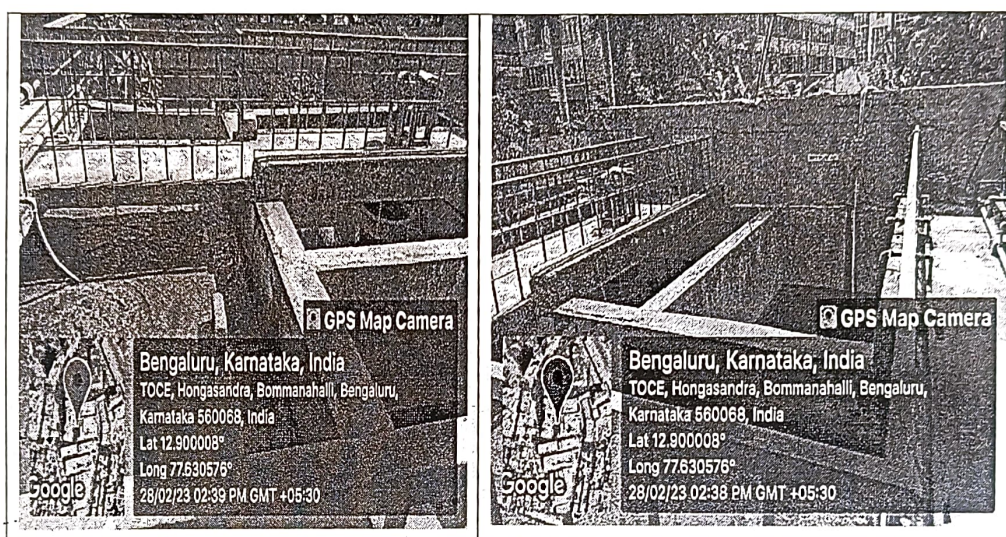 GPS Map Camera
Bengaluru, Karnataka, India
TOCE, Hongasandra, Bommanahalli, Bengaluru,
Karnataka 560068, India
Lat 12.900008°
Long 77.630576°
28/02/23 02:39 PM GMT +05:30
Google
GPS Map Camera
Bengaluru, Karnataka, India
TOCE, Hongasandra, Bommanahalli, Bengaluru,
Karnataka 560068, India
Lat 12.900008°
Long 77.630576°
28/02/23 02:38 PM GMT +05:30
Google